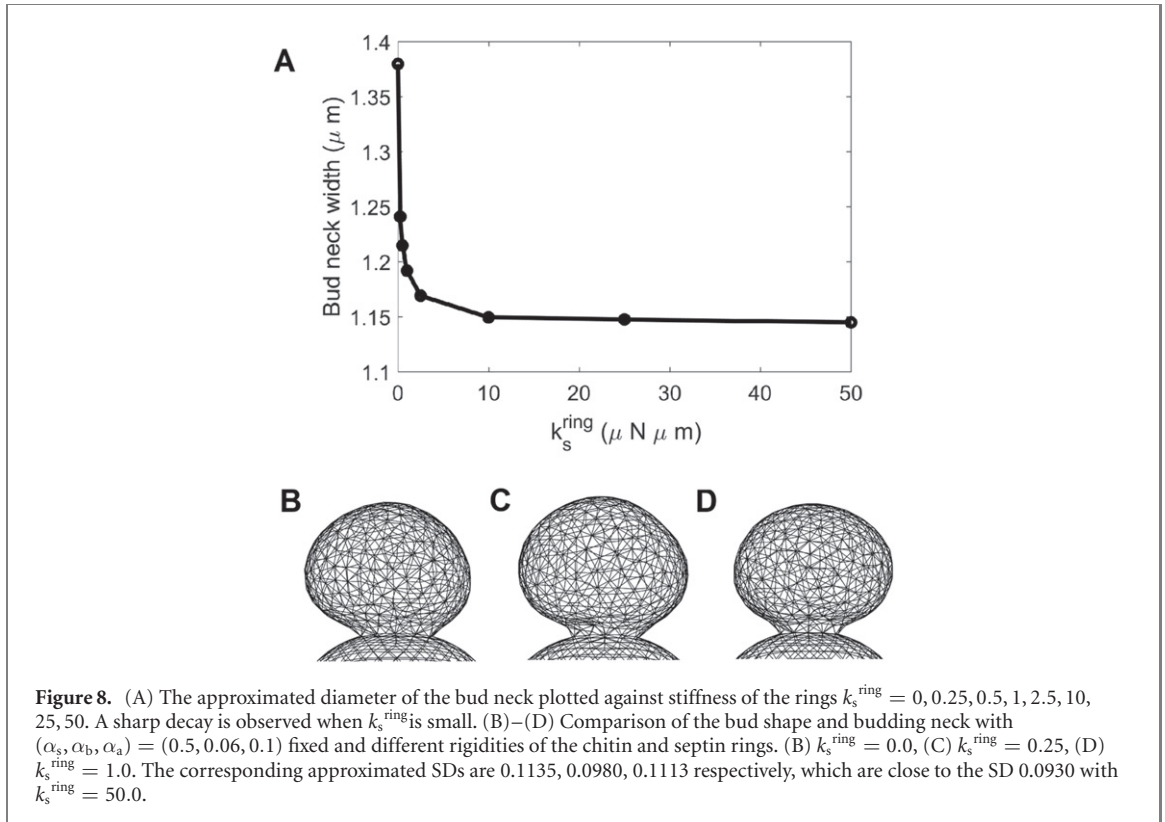 A
1.4
1.35
1.3
1.25
1.2
1.15
1.1
Bud neck width (μ m)
0 10 20 30 40 50
k_s^ring (μ N μ m)
B C D
Figure 8. (A) The approximated diameter of the bud neck plotted against stiffness of the rings k_s^ring = 0, 0.25, 0.5, 1, 2.5, 10,
25, 50. A sharp decay is observed when k_s^ring is small. (B)–(D) Comparison of the bud shape and budding neck with
(α_s, α_b, α_a) = (0.5, 0.06, 0.1) fixed and different rigidities of the chitin and septin rings. (B) k_s^ring = 0.0, (C) k_s^ring = 0.25, (D)
k_s^ring = 1.0. The corresponding approximated SDs are 0.1135, 0.0980, 0.1113 respectively, which are close to the SD 0.0930 with
k_s^ring = 50.0.